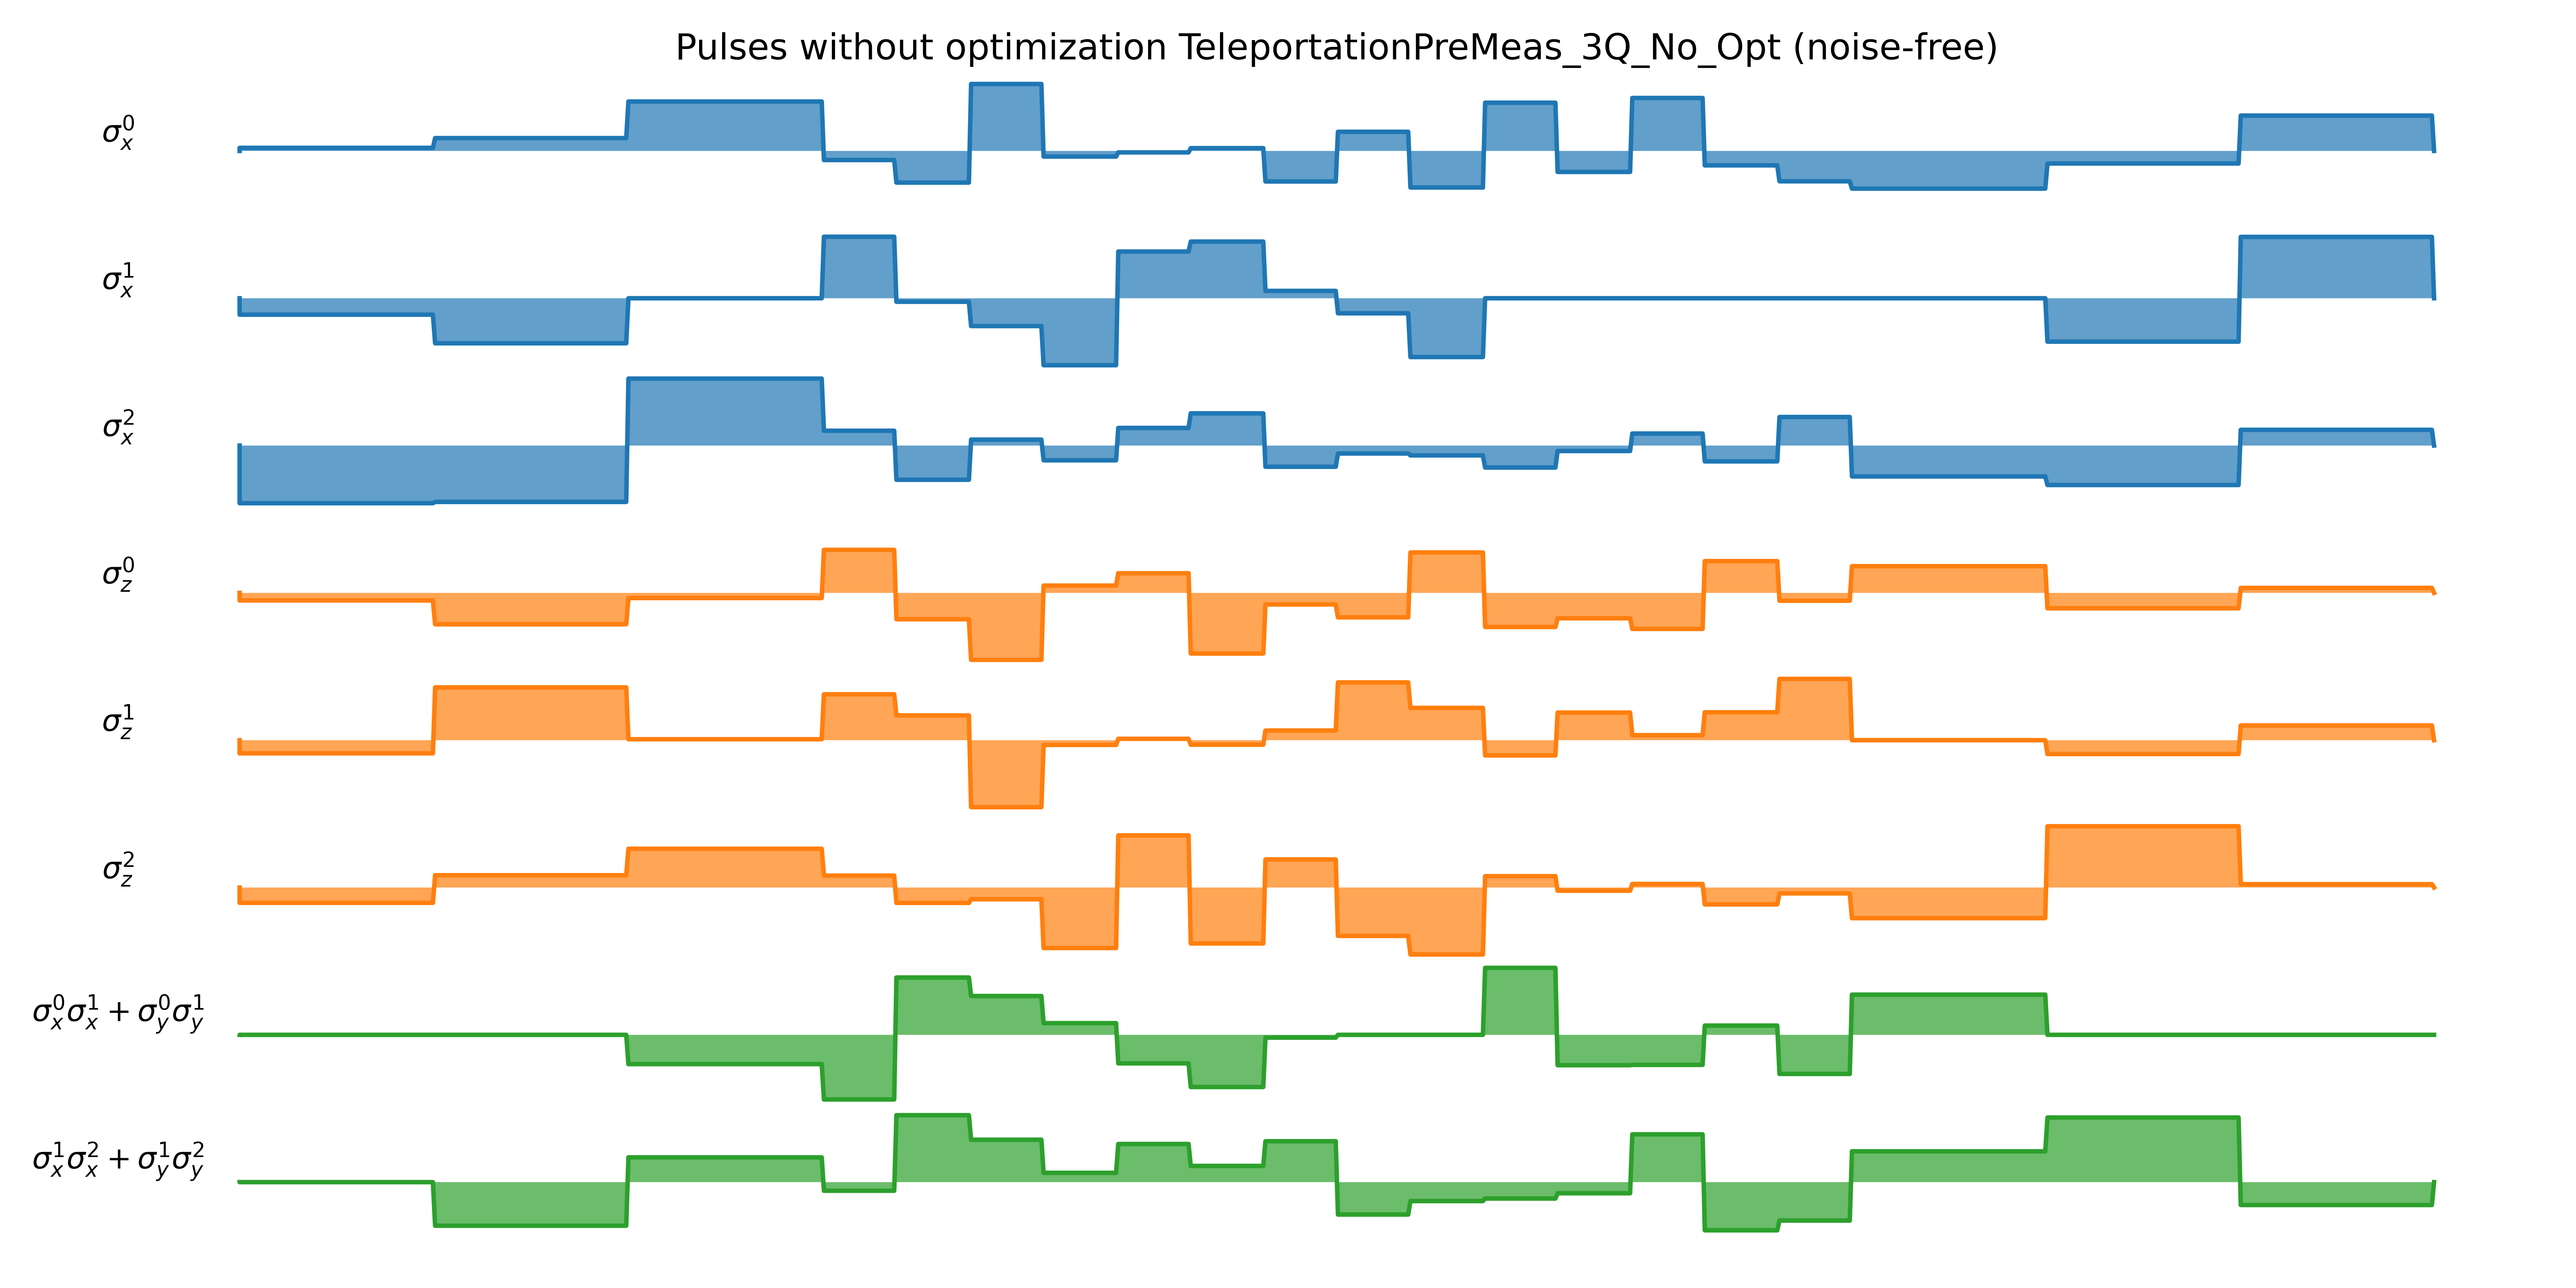 Pulses without optimization TeleportationPreMeas_3Q_No_Opt (noise-free)
σ_x^0
σ_x^1
σ_x^2
σ_z^0
σ_z^1
σ_z^2
σ_x^0σ_x^1 + σ_y^0σ_y^1
σ_x^1σ_x^2 + σ_y^1σ_y^2